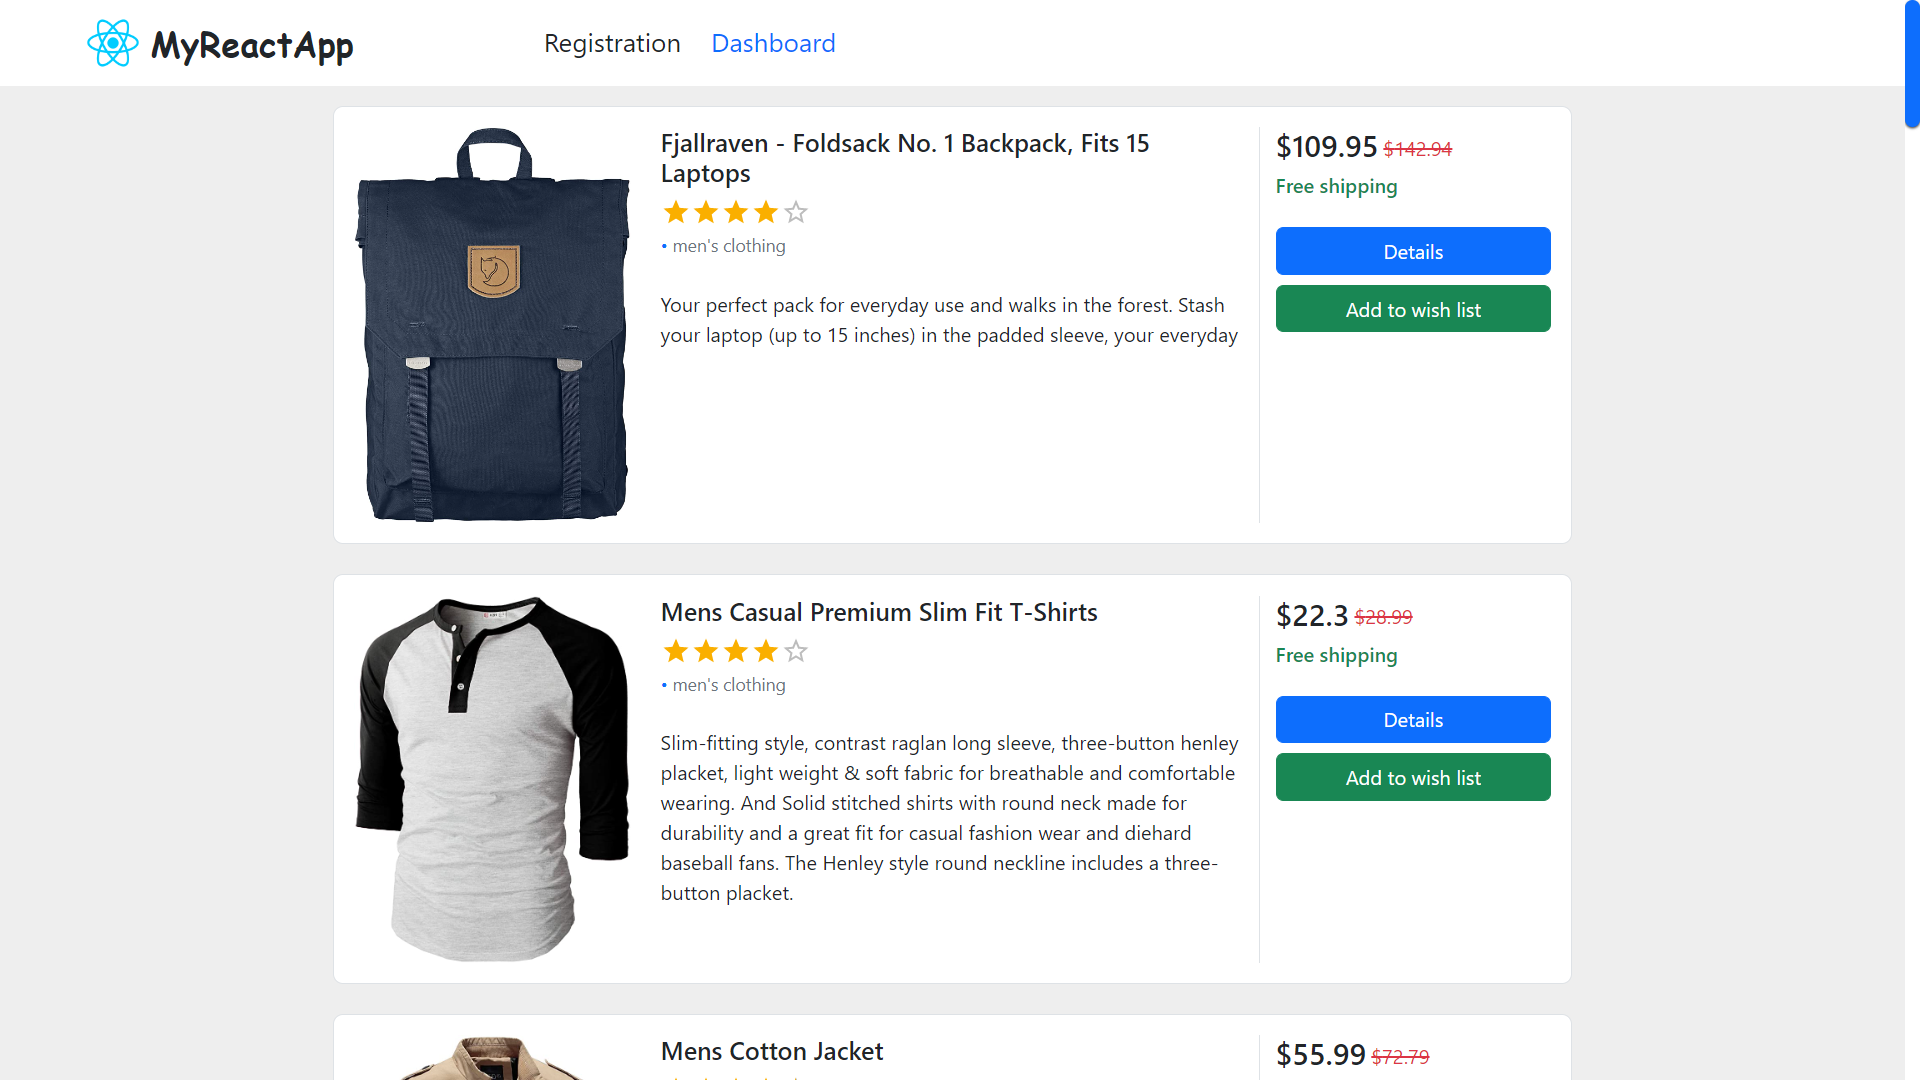 MyReactApp
Registration
Dashboard
Fjallraven - Foldsack No. 1 Backpack, Fits 15
Laptops
• men's clothing
Your perfect pack for everyday use and walks in the forest. Stash
your laptop (up to 15 inches) in the padded sleeve, your everyday
$109.95 $142.94
Free shipping
Details
Add to wish list
Mens Casual Premium Slim Fit T-Shirts
• men's clothing
Slim-fitting style, contrast raglan long sleeve, three-button henley
placket, light weight & soft fabric for breathable and comfortable
wearing. And Solid stitched shirts with round neck made for
durability and a great fit for casual fashion wear and diehard
baseball fans. The Henley style round neckline includes a three-
button placket.
$22.3 $28.99
Free shipping
Details
Add to wish list
Mens Cotton Jacket
$55.99 $72.79